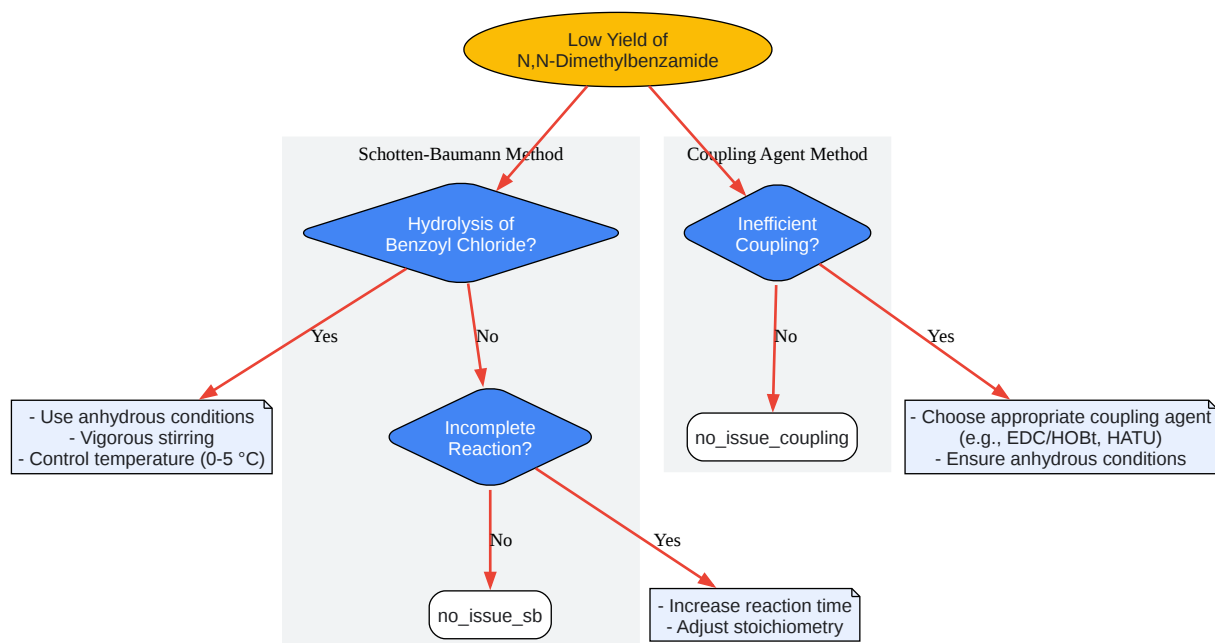 Low Yield of
N,N-Dimethylbenzamide
Schotten-Baumann Method
Coupling Agent Method
Hydrolysis of
Benzoyl Chloride?
Inefficient
Coupling?
Yes
No
No
Yes
- Use anhydrous conditions
- Vigorous stirring
- Control temperature (0-5 °C)
Incomplete
Reaction?
no_issue_coupling
- Choose appropriate coupling agent
(e.g., EDC/HOBt, HATU)
- Ensure anhydrous conditions
No
Yes
no_issue_sb
- Increase reaction time
- Adjust stoichiometry